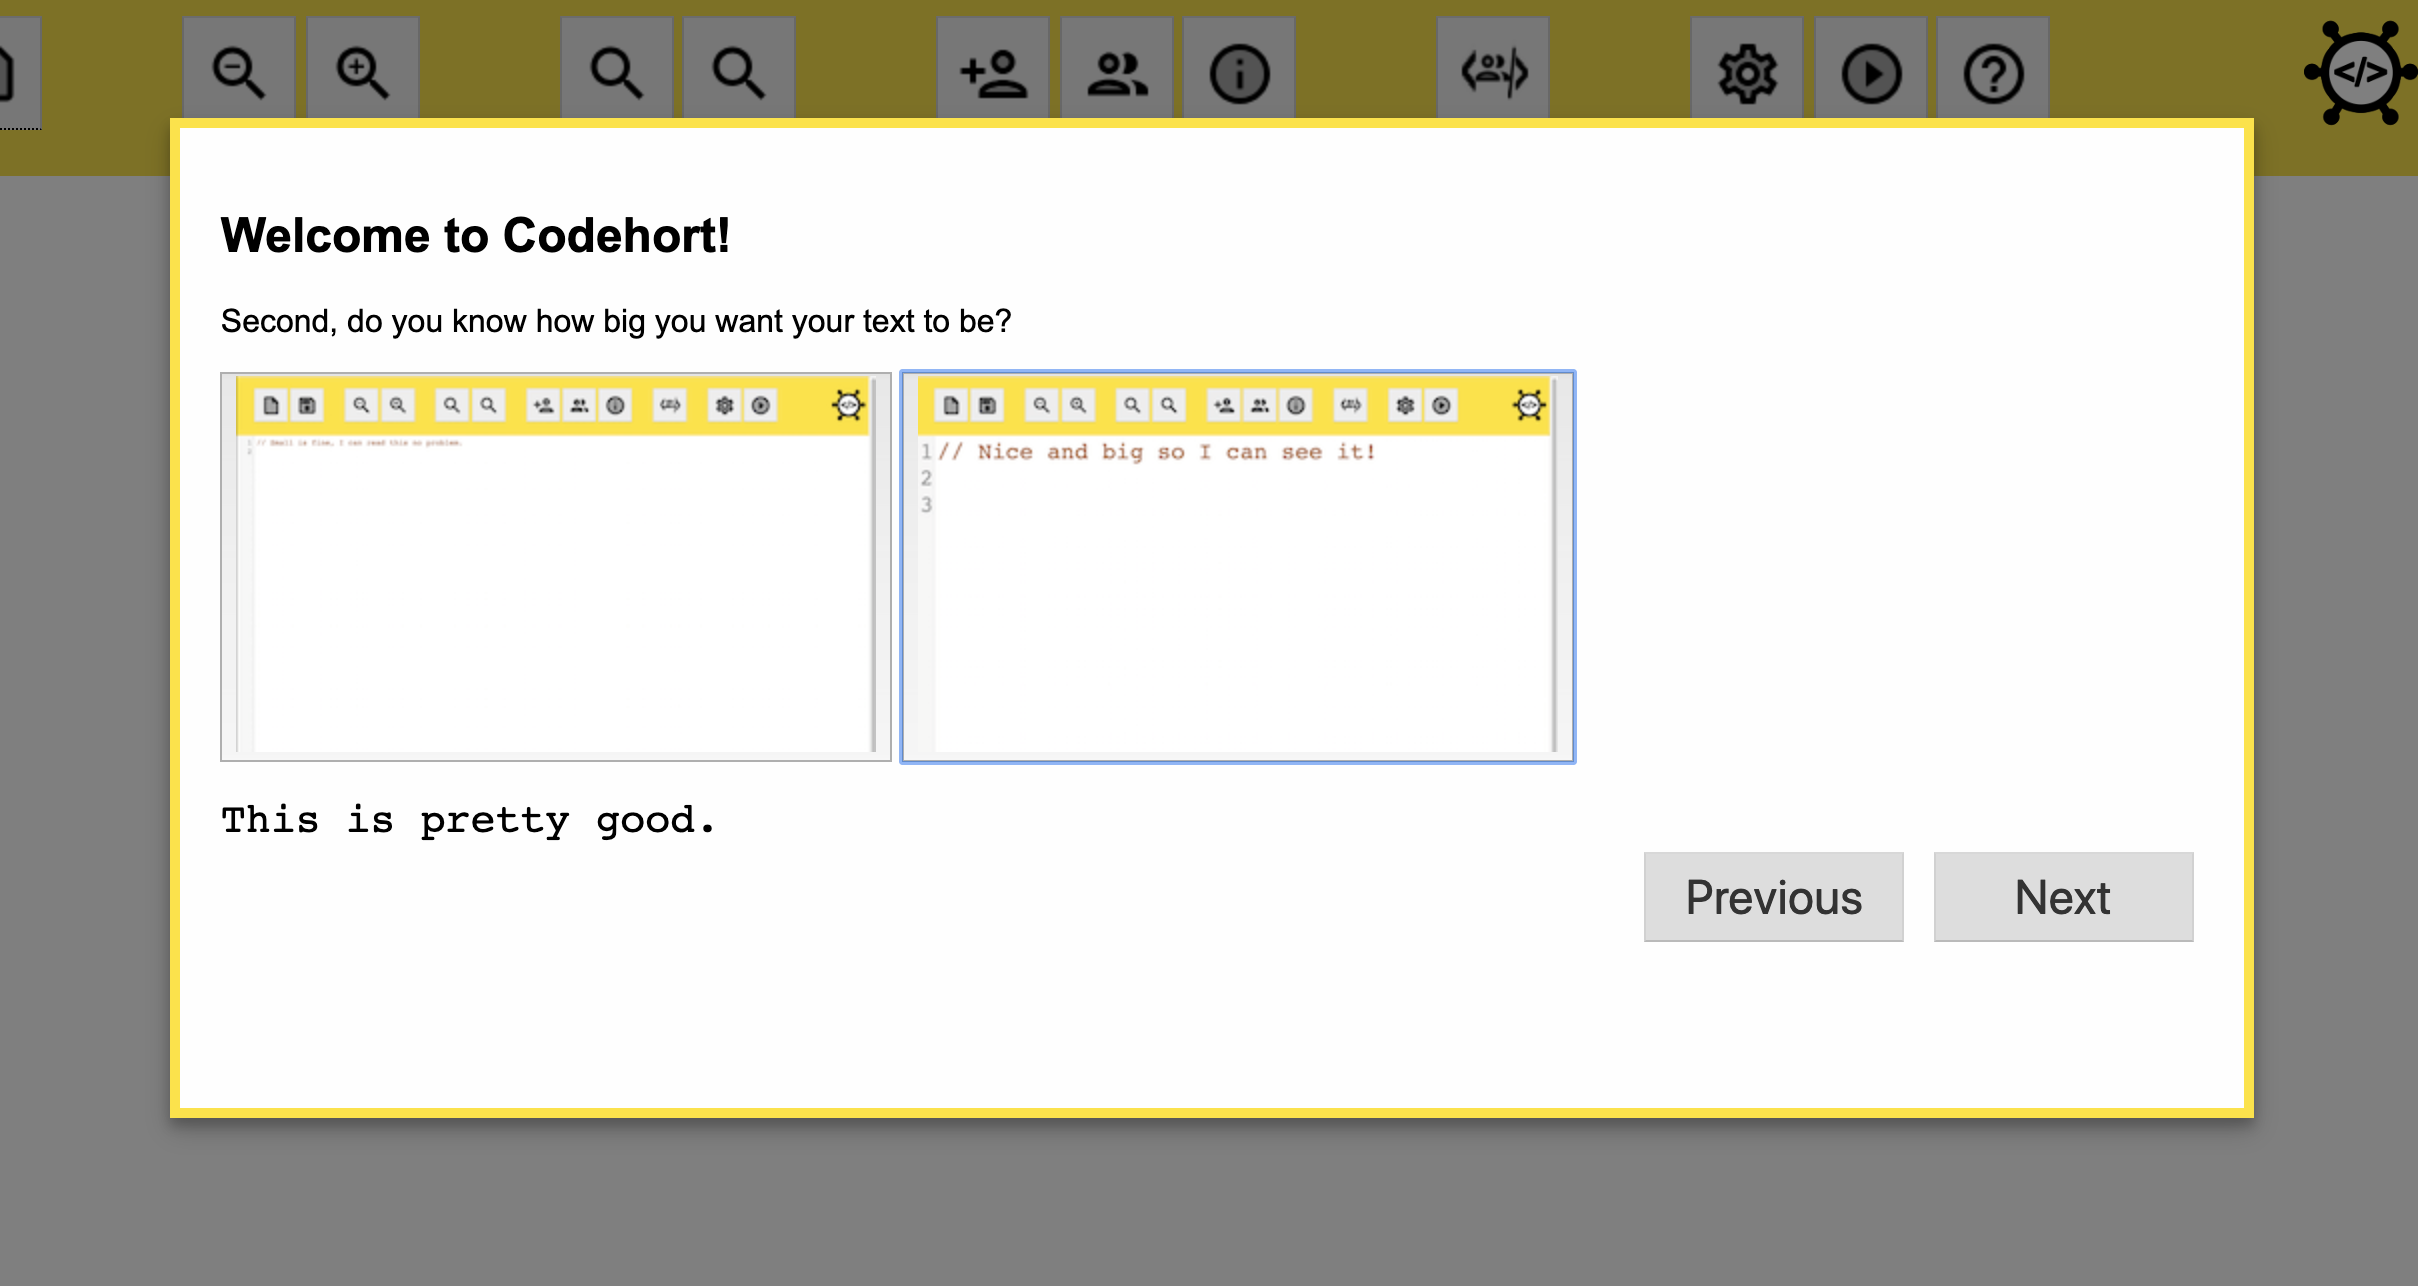 </>
Welcome to Codehort!
Second, do you know how big you want your text to be?
1 // Small is fine, I can read this no problem.
2
1 // Nice and big so I can see it!
2
3
This is pretty good.
Previous
Next